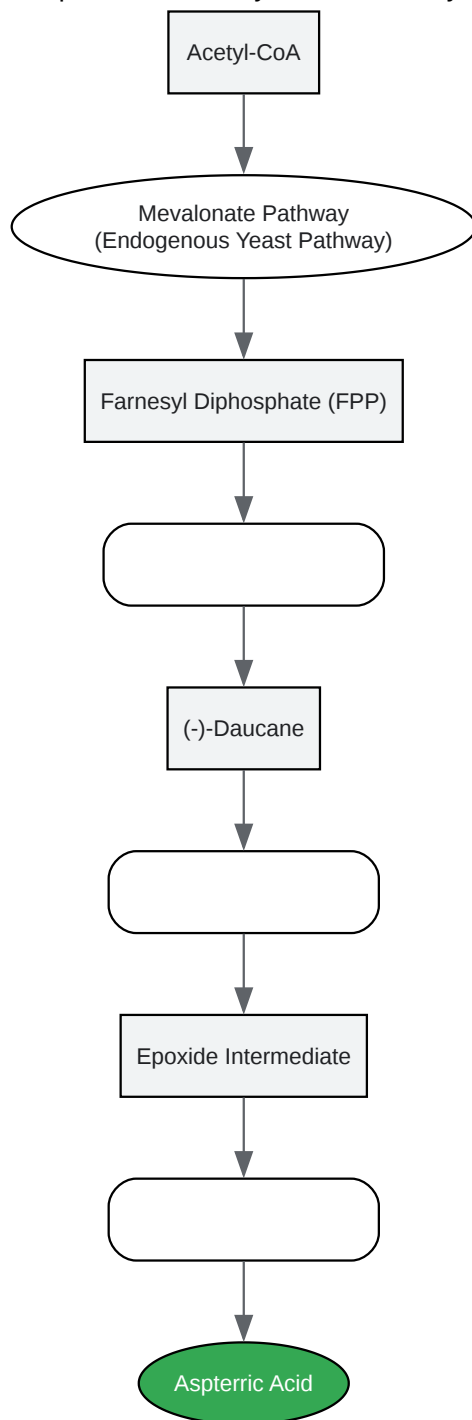 Acetyl-CoA
Mevalonate Pathway
(Endogenous Yeast Pathway)
Farnesyl Diphosphate (FPP)
(-)-Daucane
Epoxide Intermediate
Aspterric Acid